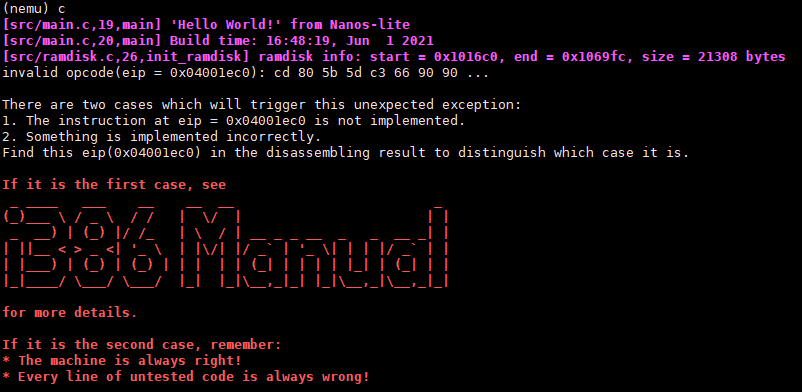 (nemu) c
[src/main.c,19,main] 'Hello World!' from Nanos-lite
[src/main.c,20,main] Build time: 16:48:19, Jun  1 2021
[src/ramdisk.c,26,init_ramdisk] ramdisk info: start = 0x1016c0, end = 0x1069fc, size = 21308 bytes
invalid opcode(eip = 0x04001ec0): cd 80 5b 5d c3 66 90 90 ...
There are two cases which will trigger this unexpected exception:
1. The instruction at eip = 0x04001ec0 is not implemented.
2. Something is implemented incorrectly.
Find this eip(0x04001ec0) in the disassembling result to distinguish which case it is.
If it is the first case, see
i386 Manual
for more details.
If it is the second case, remember:
* The machine is always right!
* Every line of untested code is always wrong!